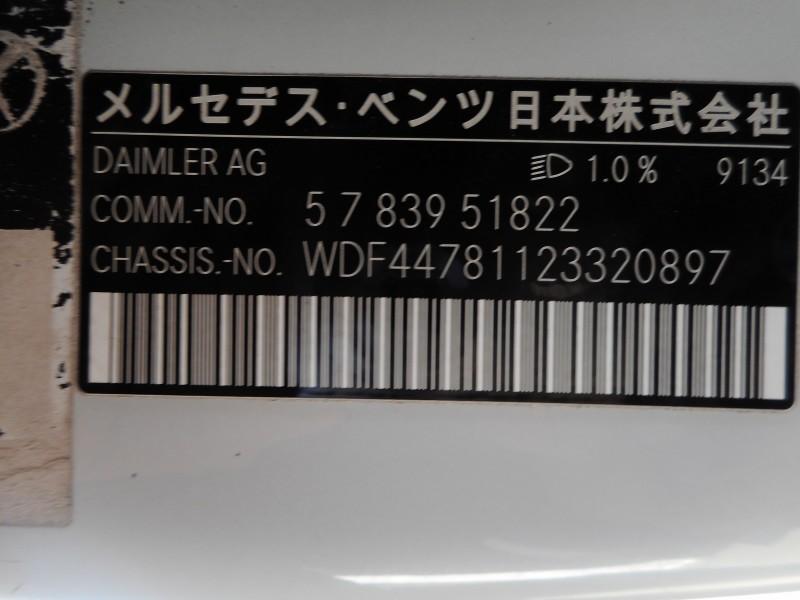 メルセデス・ベンツ日本株式会社
DAIMLER AG 1.0% 9134
COMM.-NO. 5 7 839 51822
CHASSIS.-NO. WDF44781123320897